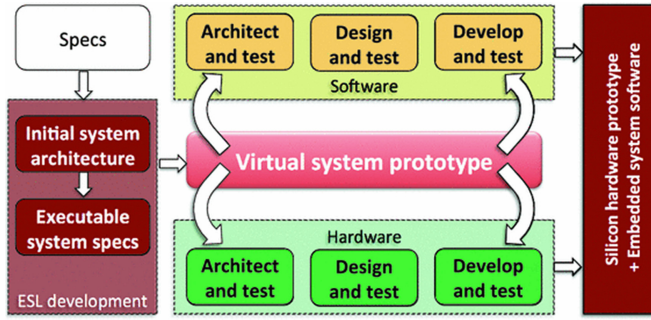 Specs
Initial system
architecture
Executable
system specs
ESL development
Architect
and test
Design
and test
Develop
and test
Software
Virtual system prototype
Hardware
Architect
and test
Design
and test
Develop
and test
Silicon hardware prototype
+ Embedded system software